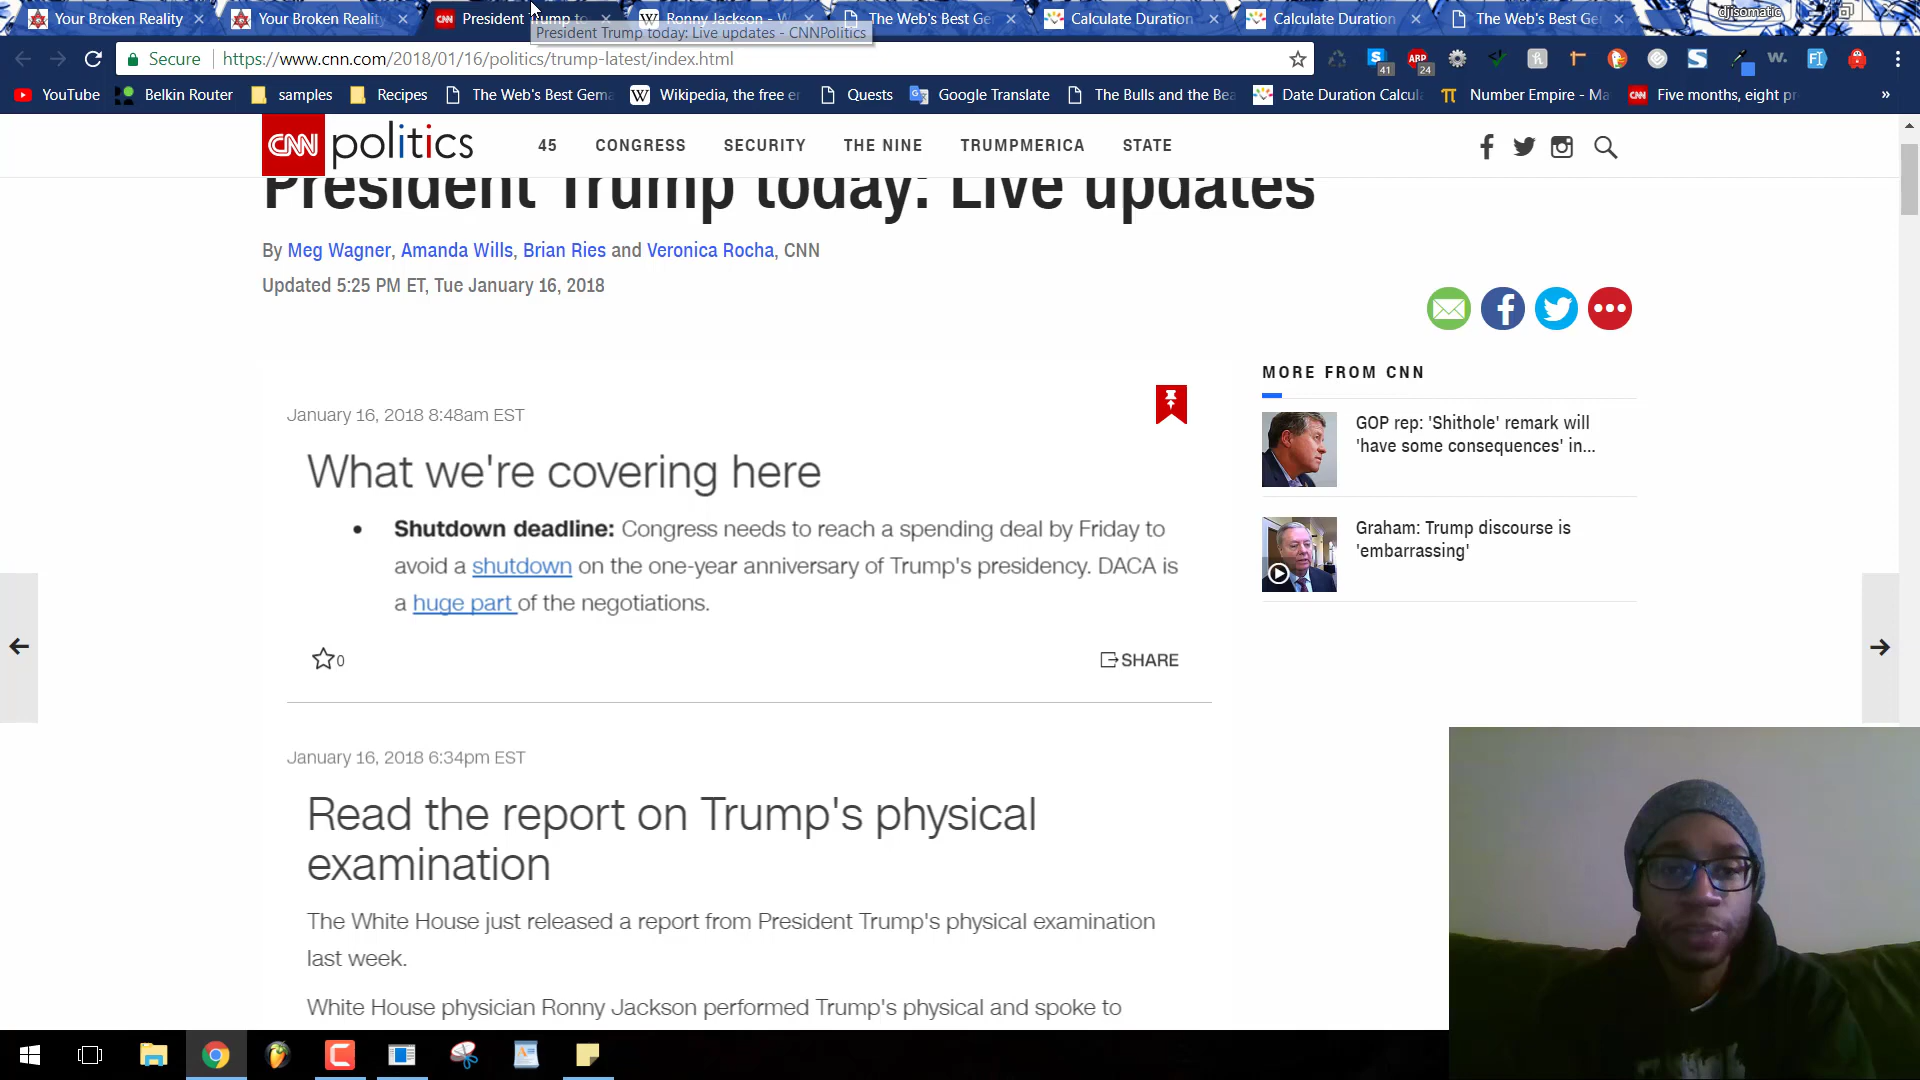 Your Broken Reality
Your Broken Reality
President Trump to
Ronny Jackson - W
The Web's Best Ge
Calculate Duration
Calculate Duration
The Web's Best Ge
djisomatic
President Trump today: Live updates - CNNPolitics
Secure
https://www.cnn.com/2018/01/16/politics/trump-latest/index.html
41
ABP
24
YouTube
Belkin Router
samples
Recipes
The Web's Best Gema
Wikipedia, the free e
Quests
Google Translate
The Bulls and the Bea
Date Duration Calcul
Number Empire - Ma
CNN
Five months, eight pr
»
CNN politics
45
CONGRESS
SECURITY
THE NINE
TRUMPMERICA
STATE
President Trump today: Live updates
By Meg Wagner, Amanda Wills, Brian Ries and Veronica Rocha, CNN
Updated 5:25 PM ET, Tue January 16, 2018
MORE FROM CNN
GOP rep: 'Shithole' remark will
'have some consequences' in...
Graham: Trump discourse is
'embarrassing'
January 16, 2018 8:48am EST
What we're covering here
• Shutdown deadline: Congress needs to reach a spending deal by Friday to
avoid a shutdown on the one-year anniversary of Trump's presidency. DACA is
a huge part of the negotiations.
0
SHARE
January 16, 2018 6:34pm EST
Read the report on Trump's physical
examination
The White House just released a report from President Trump's physical examination
last week.
White House physician Ronny Jackson performed Trump's physical and spoke to